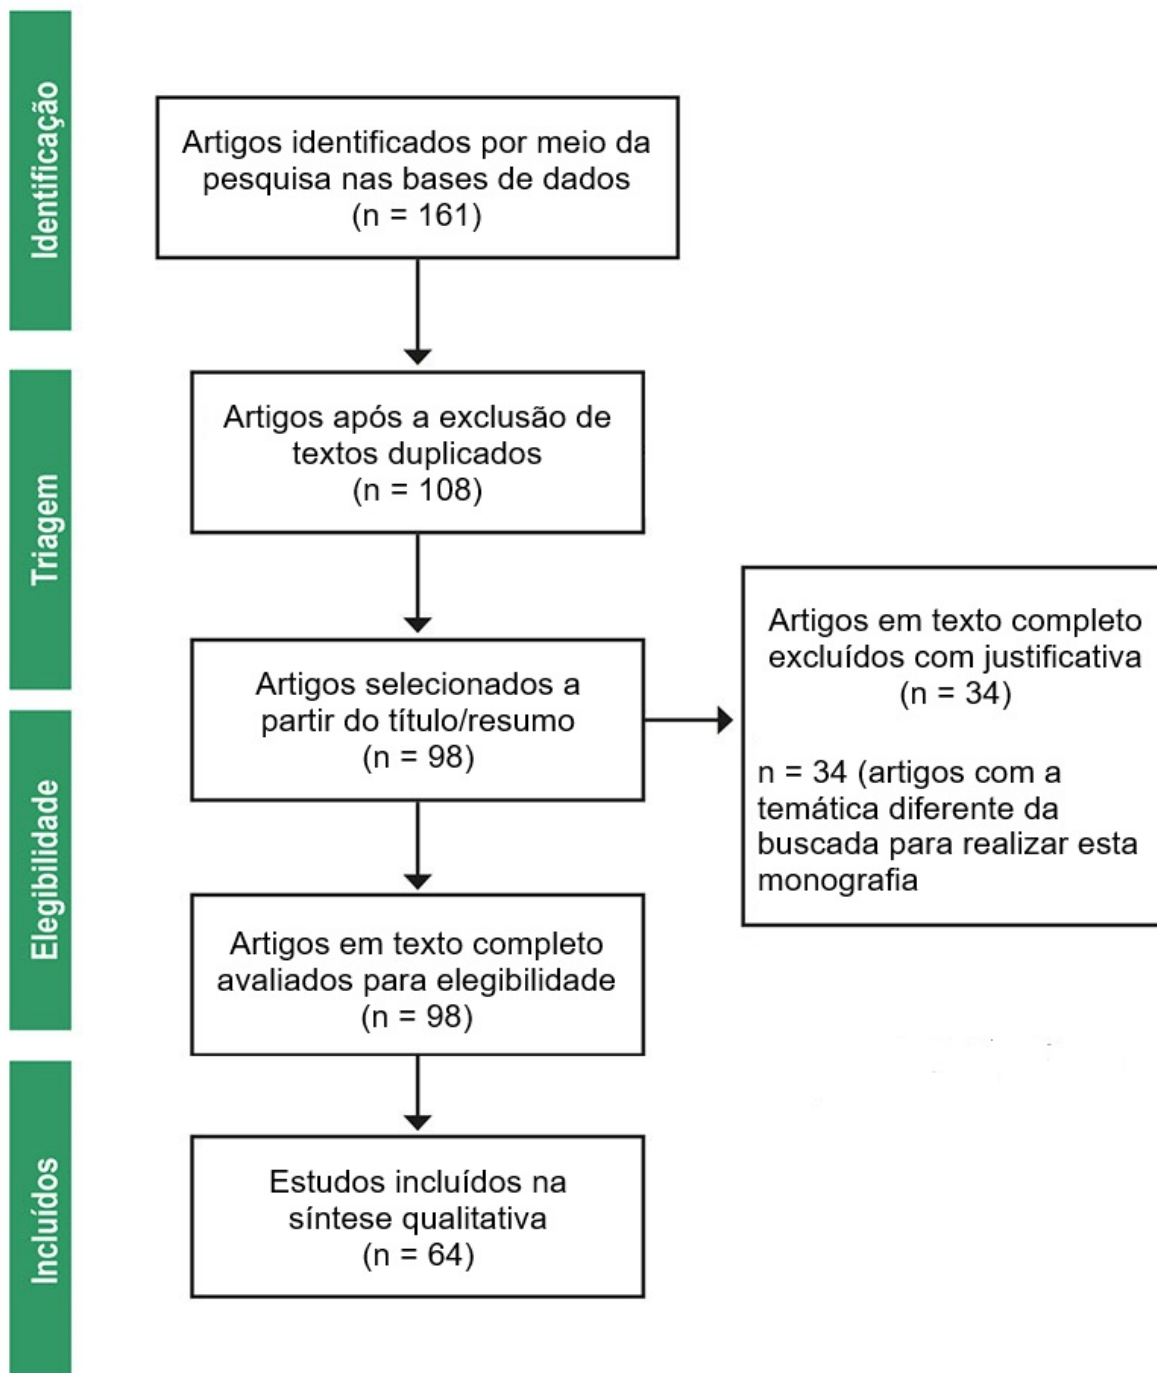 Identificação
Artigos identificados por meio da
pesquisa nas bases de dados
(n = 161)
Triagem
Artigos após a exclusão de
textos duplicados
(n = 108)
Artigos selecionados a
partir do título/resumo
(n = 98)
Artigos em texto completo
excluídos com justificativa
(n = 34)
n = 34 (artigos com a
temática diferente da
buscada para realizar esta
monografia
Elegibilidade
Artigos em texto completo
avaliados para elegibilidade
(n = 98)
Incluídos
Estudos incluídos na
síntese qualitativa
(n = 64)